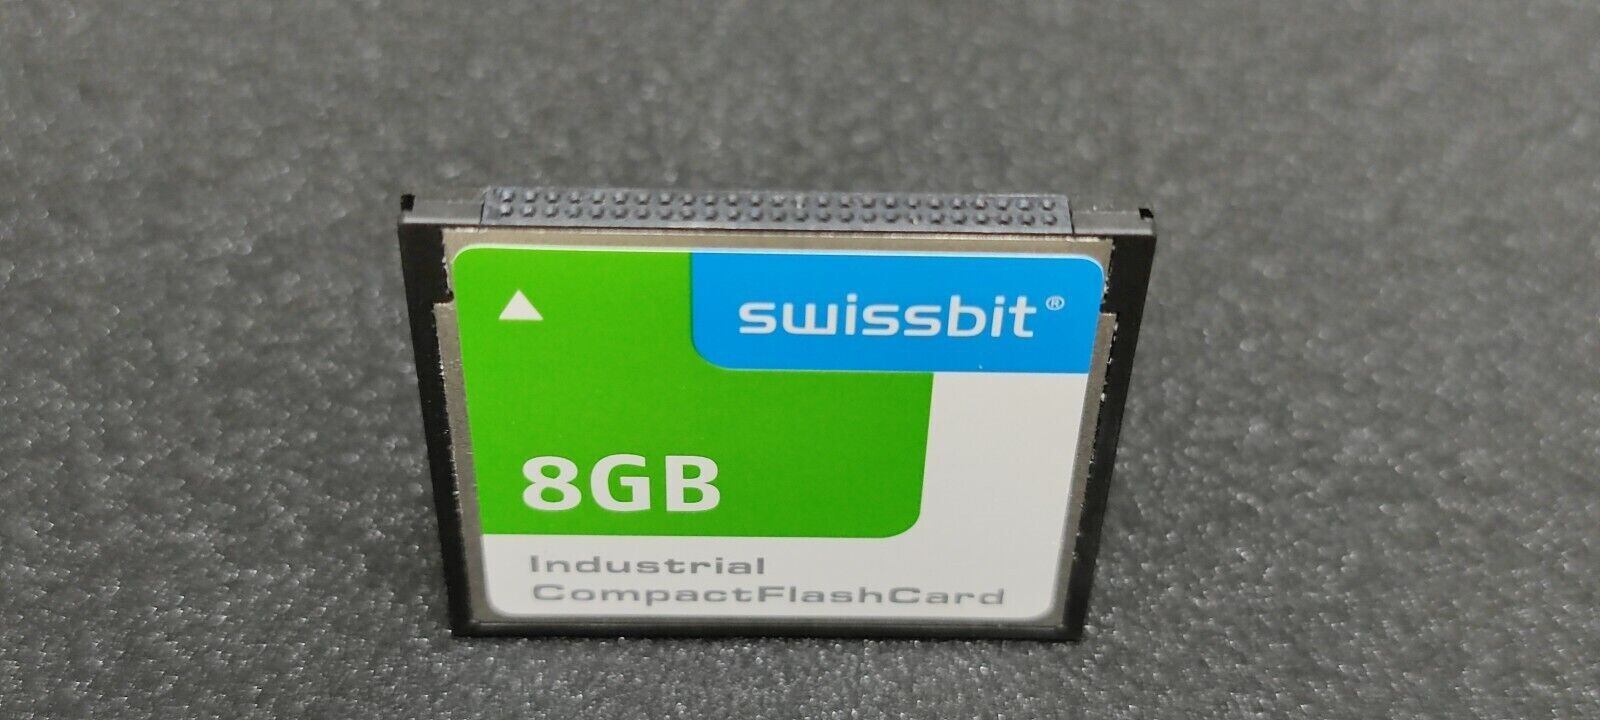 swissbit®
8GB
Industrial
CompactFlashCard